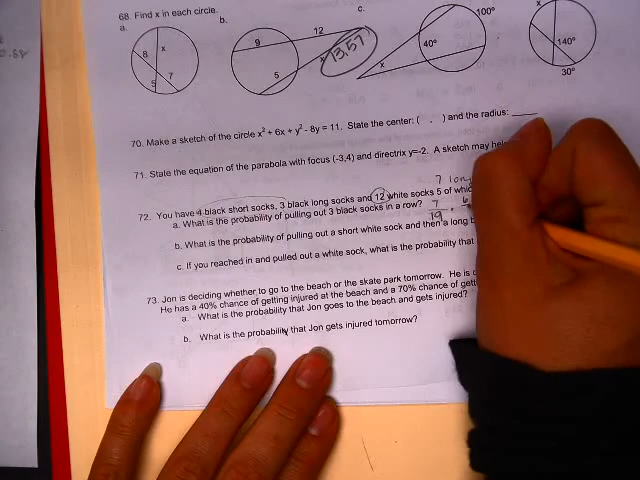 68. Find x in each circle.
a. b. c.
8 x 5 7
9 12 5 x 13.57
100° 40° x
x 140° 30°
70. Make a sketch of the circle x² + 6x + y² - 8y = 11. State the center: ( , ) and the radius: ____
71. State the equation of the parabola with focus (-3,4) and directrix y=-2. A sketch may
7 lon
72. You have 4 black short socks, 3 black long socks and 12 white socks 5 of
a. What is the probability of pulling out 3 black socks in a row? 7/19 · 6
b. What is the probability of pulling out a short white sock and then a long
c. If you reached in and pulled out a white sock, what is the probability that
73. Jon is deciding whether to go to the beach or the skate park tomorrow. He is
He has a 40% chance of getting injured at the beach and a 70% chance of
a. What is the probability that Jon goes to the beach and gets injured?
b. What is the probability that Jon gets injured tomorrow?